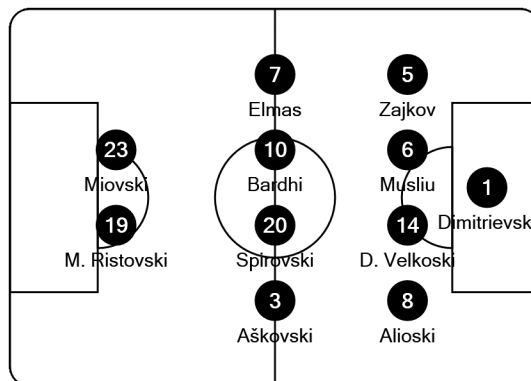 7
Elmas
5
Zajkov
23
Miovski
10
Bardhi
6
Musliu
1
Dimitrievsk
19
M. Ristovski
20
Spirovski
14
D. Velkoski
3
Aškovski
8
Alioski